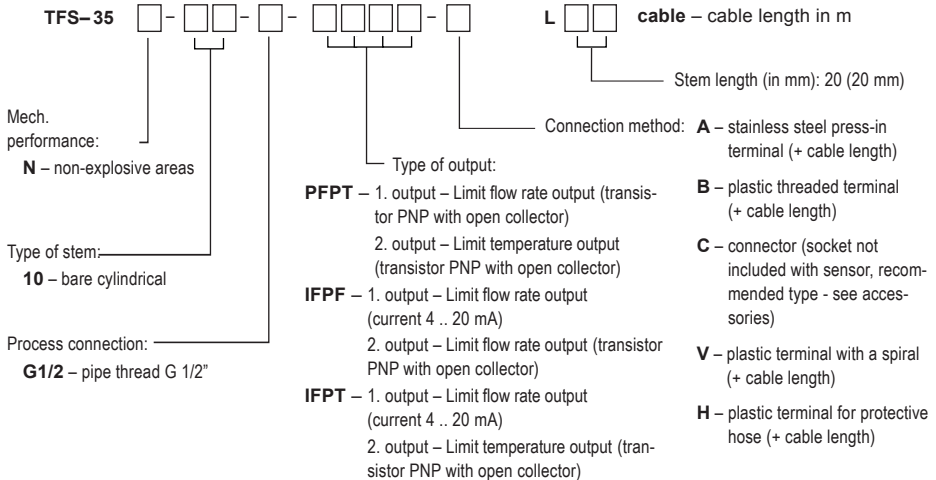 TFS–35 – – – – L cable – cable length in m
Stem length (in mm): 20 (20 mm)
Mech.
performance:
N – non-explosive areas
Type of stem:
10 – bare cylindrical
Process connection:
G1/2 – pipe thread G 1/2”
Type of output:
PFPT – 1. output – Limit flow rate output (transis-
tor PNP with open collector)
2. output – Limit temperature output
(transistor PNP with open collector)
IFPF – 1. output – Limit flow rate output
(current 4 .. 20 mA)
2. output – Limit flow rate output (transistor
PNP with open collector)
IFPT – 1. output – Limit flow rate output
(current 4 .. 20 mA)
2. output – Limit temperature output (tran-
sistor PNP with open collector)
Connection method: A – stainless steel press-in
terminal (+ cable length)
B – plastic threaded terminal
(+ cable length)
C – connector (socket not
included with sensor, recom-
mended type - see acces-
sories)
V – plastic terminal with a spiral
(+ cable length)
H – plastic terminal for protective
hose (+ cable length)